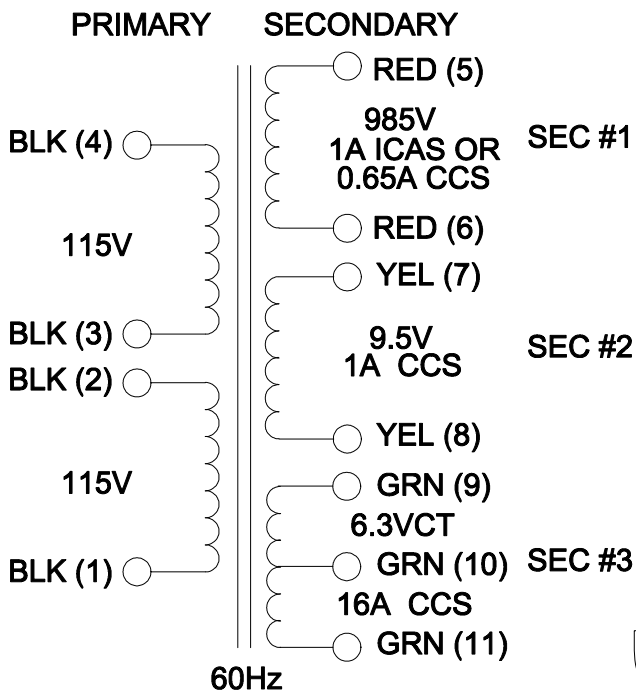 PRIMARY SECONDARY
RED (5)
985V
1A ICAS OR
0.65A CCS
SEC #1
BLK (4)
115V
RED (6)
YEL (7)
BLK (3)
9.5V
1A CCS
SEC #2
BLK (2)
YEL (8)
115V
GRN (9)
6.3VCT
BLK (1)
GRN (10)
SEC #3
16A CCS
GRN (11)
60Hz